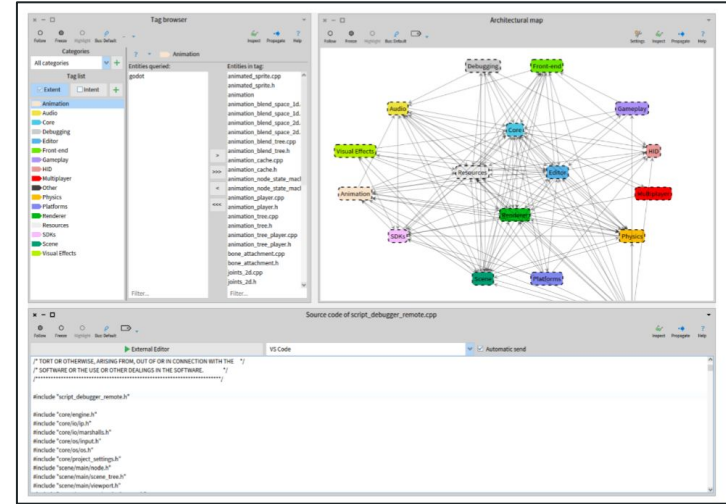 Tag browser
Follow
Freeze
Highlight
Bus: Default
Inspect
Propagate
Help
Categories
All categories
Tag list
Extent
Intent
Animation
Audio
Core
Debugging
Editor
Front-end
Gameplay
HID
Multiplayer
Other
Physics
Platforms
Renderer
Resources
SDKs
Scene
Visual Effects
? Animation
Entities queried:
godot
Filter...
>
>>>
<
<<<
Entities in tag:
animated_sprite.cpp
animated_sprite.h
animation
animation_blend_space_1d.
animation_blend_space_1d.
animation_blend_space_2d.
animation_blend_space_2d.
animation_blend_tree.cpp
animation_blend_tree.h
animation_cache.cpp
animation_cache.h
animation_node_state_macl
animation_node_state_macl
animation_player.cpp
animation_player.h
animation_tree.cpp
animation_tree.h
animation_tree_player.cpp
animation_tree_player.h
bone_attachment.cpp
bone_attachment.h
joints_2d.cpp
joints_2d.h
Filter...
Architectural map
Follow
Freeze
Highlight
Bus: Default
Settings
Inspect
Propagate
Help
Debugging
Front-end
Audio
Gameplay
Core
Visual Effects
HID
Resources
Editor
Animation
Multiplayer
Renderer
SDKs
Physics
Scene
Platforms
Source code of script_debugger_remote.cpp
Follow
Freeze
Highlight
Bus: Default
Inspect
Propagate
Help
External Editor
VS Code
Automatic send
/* TORT OR OTHERWISE, ARISING FROM, OUT OF OR IN CONNECTION WITH THE */
/* SOFTWARE OR THE USE OR OTHER DEALINGS IN THE SOFTWARE. */
#include "script_debugger_remote.h"
#include "core/engine.h"
#include "core/io/ip.h"
#include "core/io/marshalls.h"
#include "core/os/input.h"
#include "core/os/os.h"
#include "core/project_settings.h"
#include "scene/main/node.h"
#include "scene/main/scene_tree.h"
#include "scene/main/viewport.h"